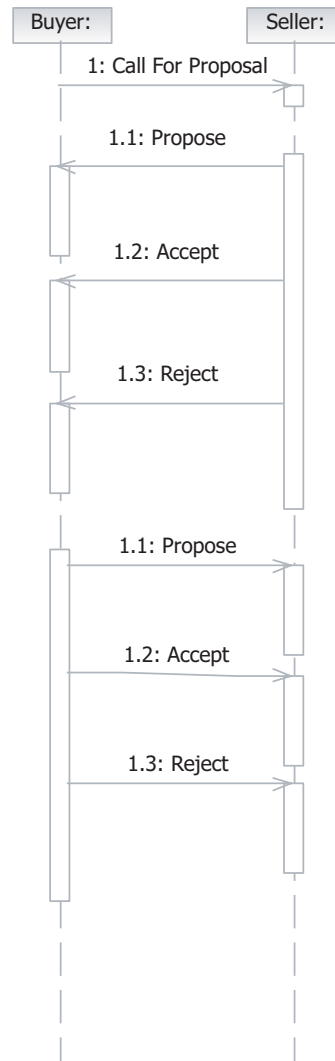 Buyer:
Seller:
1: Call For Proposal
1.1: Propose
1.2: Accept
1.3: Reject
1.1: Propose
1.2: Accept
1.3: Reject